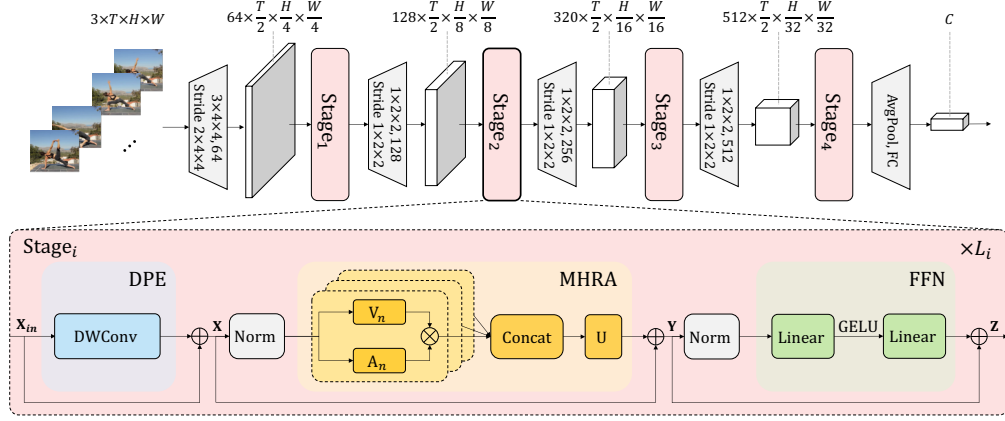 3×T×H×W
64×T/2×H/4×W/4
128×T/2×H/8×W/8
320×T/2×H/16×W/16
512×T/2×H/32×W/32
C
3×4×4, 64
Stride 2×4×4
Stage₁
1×2×2, 128
Stride 1×2×2
Stage₂
1×2×2, 256
Stride 1×2×2
Stage₃
1×2×2, 512
Stride 1×2×2
Stage₄
AvgPool, FC
...
Stageᵢ
×Lᵢ
DPE
MHRA
FFN
X_in
DWConv
X
Norm
Vₙ
Aₙ
Concat
U
Y
Norm
Linear
GELU
Linear
Z